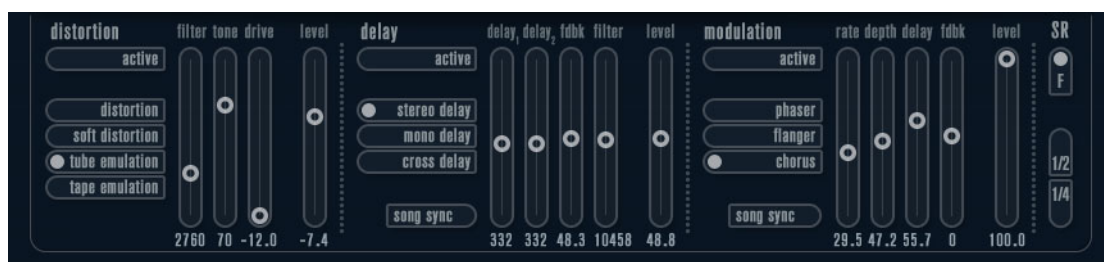 distortion filter tone drive level delay delay1 delay2 fdbk filter level modulation rate depth delay fdbk level SR
active active active
F
distortion stereo delay phaser
soft distortion mono delay flanger
tube emulation cross delay chorus 1/2
tape emulation 1/4
song sync song sync
2760 70 -12.0 -7.4 332 332 48.3 10458 48.8 29.5 47.2 55.7 0 100.0